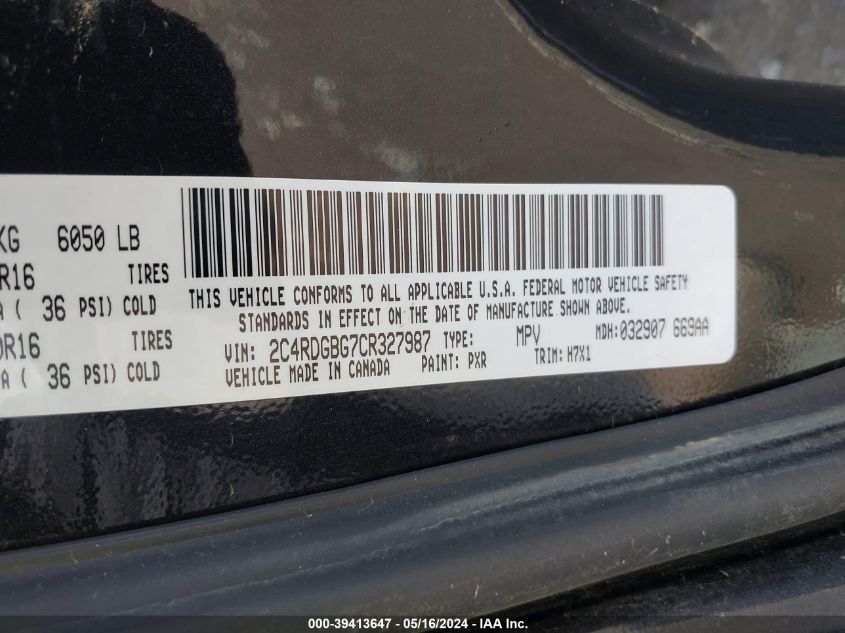 KG 6050 LB
R16 TIRES
A ( 36 PSI) COLD
0R16 TIRES
A ( 36 PSI) COLD
THIS VEHICLE CONFORMS TO ALL APPLICABLE U.S.A. FEDERAL MOTOR VEHICLE SAFETY
STANDARDS IN EFFECT ON THE DATE OF MANUFACTURE SHOWN ABOVE.
VIN: 2C4RDGBG7CR327987 TYPE: MPV MDH:032907 669AA
VEHICLE MADE IN CANADA PAINT: PXR TRIM: H7X1
000-39413647 - 05/16/2024 - IAA Inc.